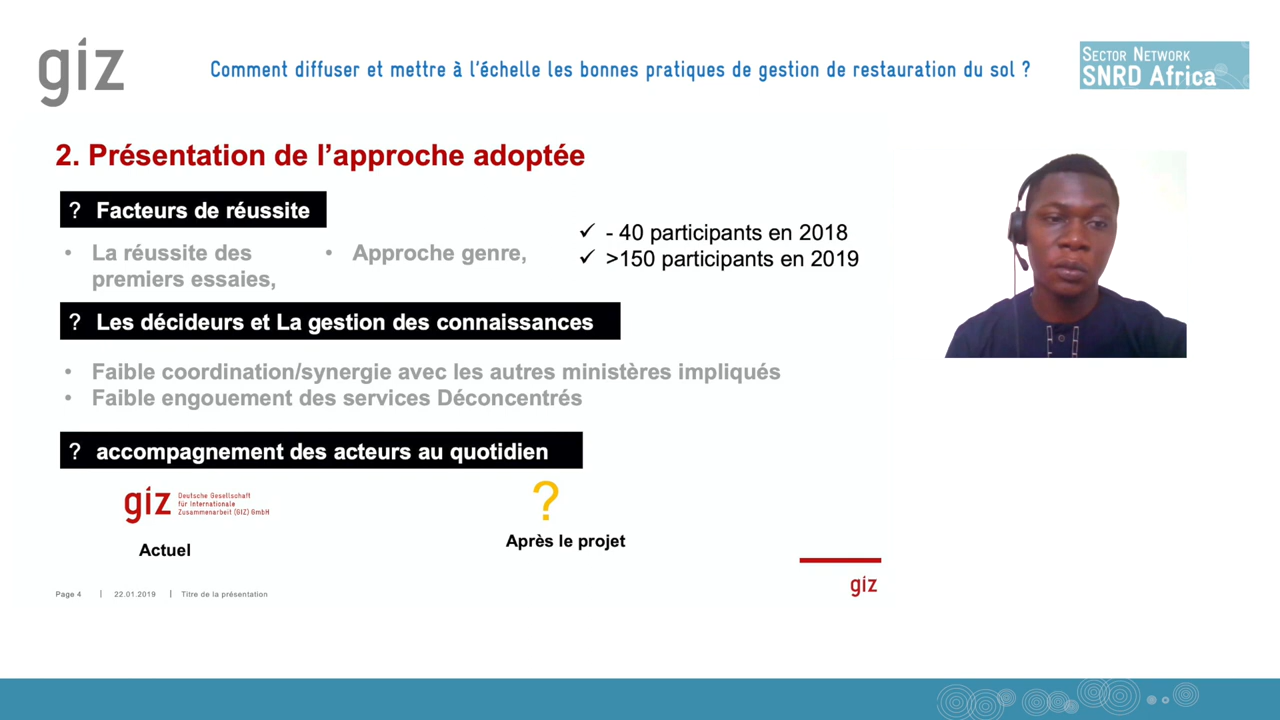 giz
Comment diffuser et mettre à l'échelle les bonnes pratiques de gestion de restauration du sol ?
SECTOR NETWORK
SNRD Africa
2. Présentation de l'approche adoptée
? Facteurs de réussite
• La réussite des
premiers essaies,
• Approche genre,
✓ - 40 participants en 2018
✓ >150 participants en 2019
? Les décideurs et La gestion des connaissances
• Faible coordination/synergie avec les autres ministères impliqués
• Faible engouement des services Déconcentrés
? accompagnement des acteurs au quotidien
giz
Deutsche Gesellschaft
für Internationale
Zusammenarbeit (GIZ) GmbH
Actuel
?
Après le projet
Page 4 | 22.01.2019 | Titre de la présentation
giz